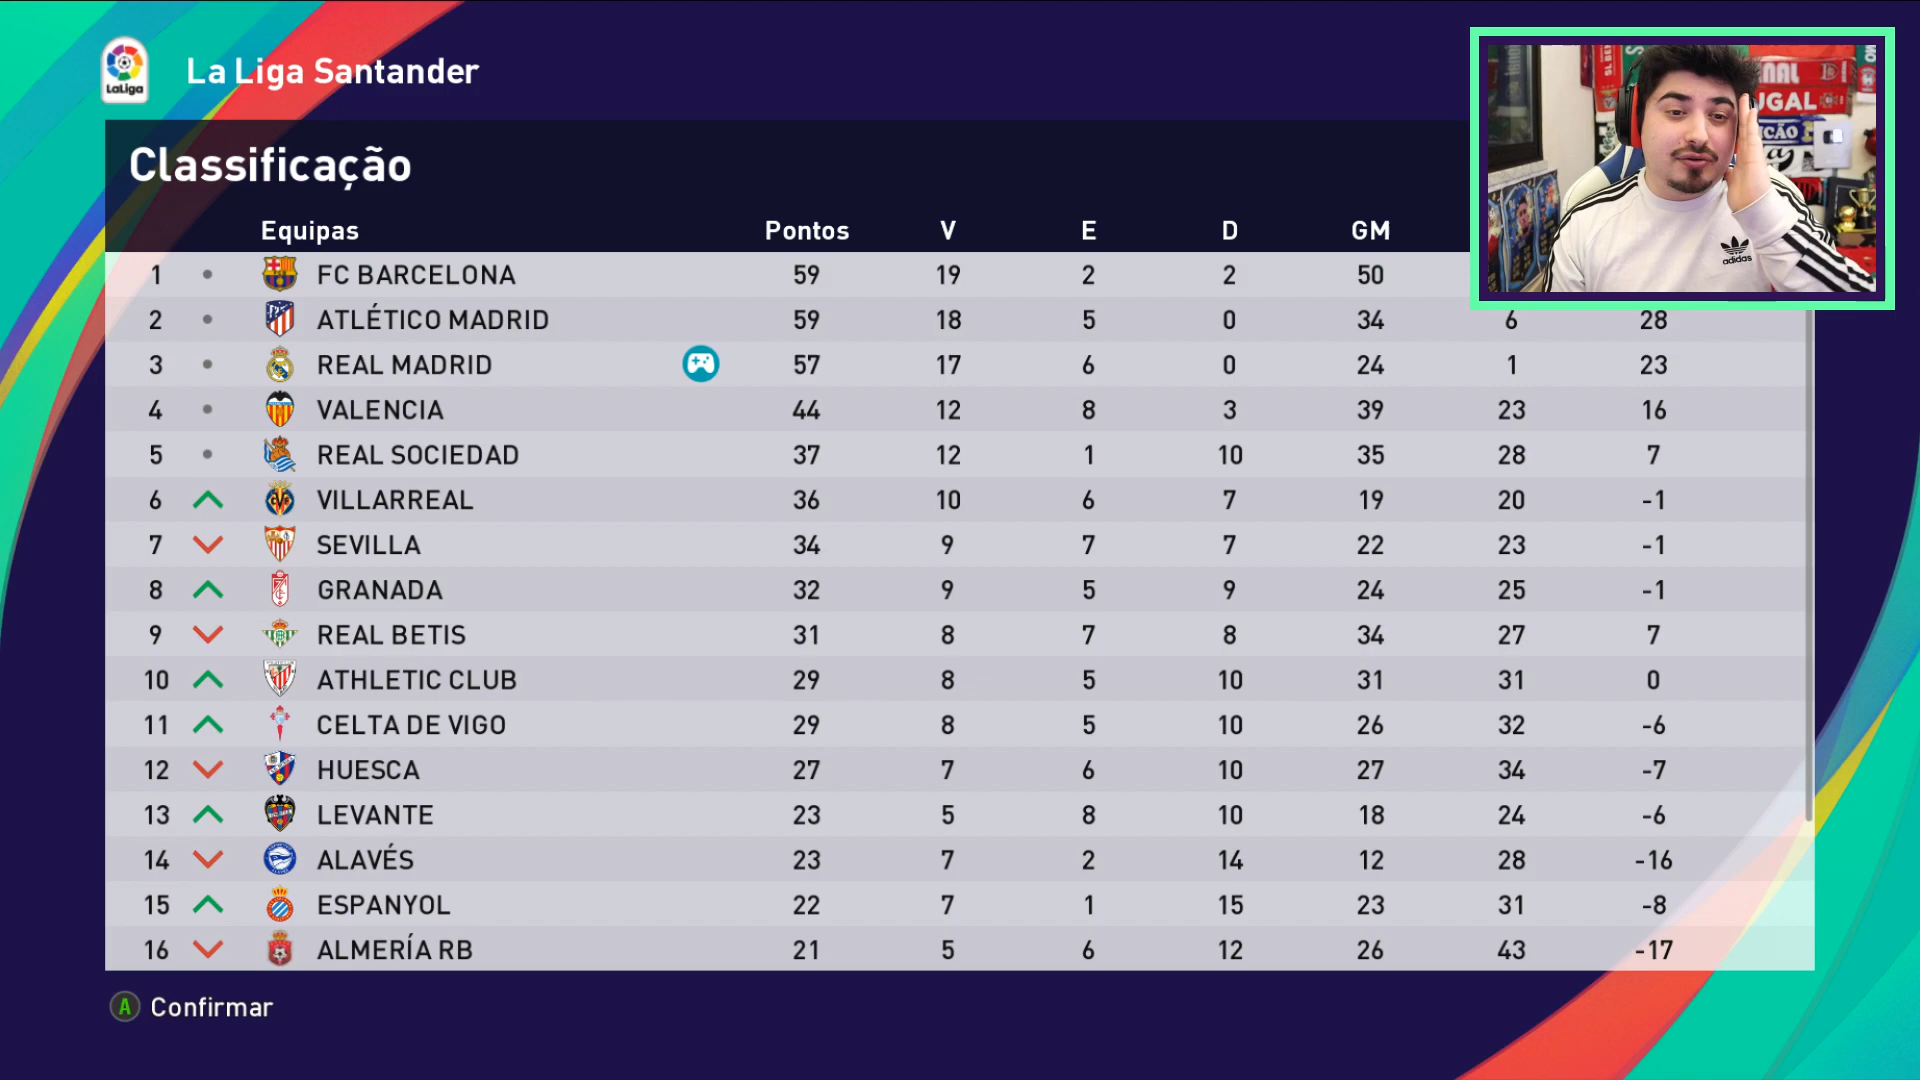 LaLiga
La Liga Santander
Classificação
Equipas Pontos V E D GM
1 FC BARCELONA 59 19 2 2 50
2 ATLÉTICO MADRID 59 18 5 0 34 6 28
3 REAL MADRID 57 17 6 0 24 1 23
4 VALENCIA 44 12 8 3 39 23 16
5 REAL SOCIEDAD 37 12 1 10 35 28 7
6 VILLARREAL 36 10 6 7 19 20 -1
7 SEVILLA 34 9 7 7 22 23 -1
8 GRANADA 32 9 5 9 24 25 -1
9 REAL BETIS 31 8 7 8 34 27 7
10 ATHLETIC CLUB 29 8 5 10 31 31 0
11 CELTA DE VIGO 29 8 5 10 26 32 -6
12 HUESCA 27 7 6 10 27 34 -7
13 LEVANTE 23 5 8 10 18 24 -6
14 ALAVÉS 23 7 2 14 12 28 -16
15 ESPANYOL 22 7 1 15 23 31 -8
16 ALMERÍA RB 21 5 6 12 26 43 -17
A Confirmar
adidas